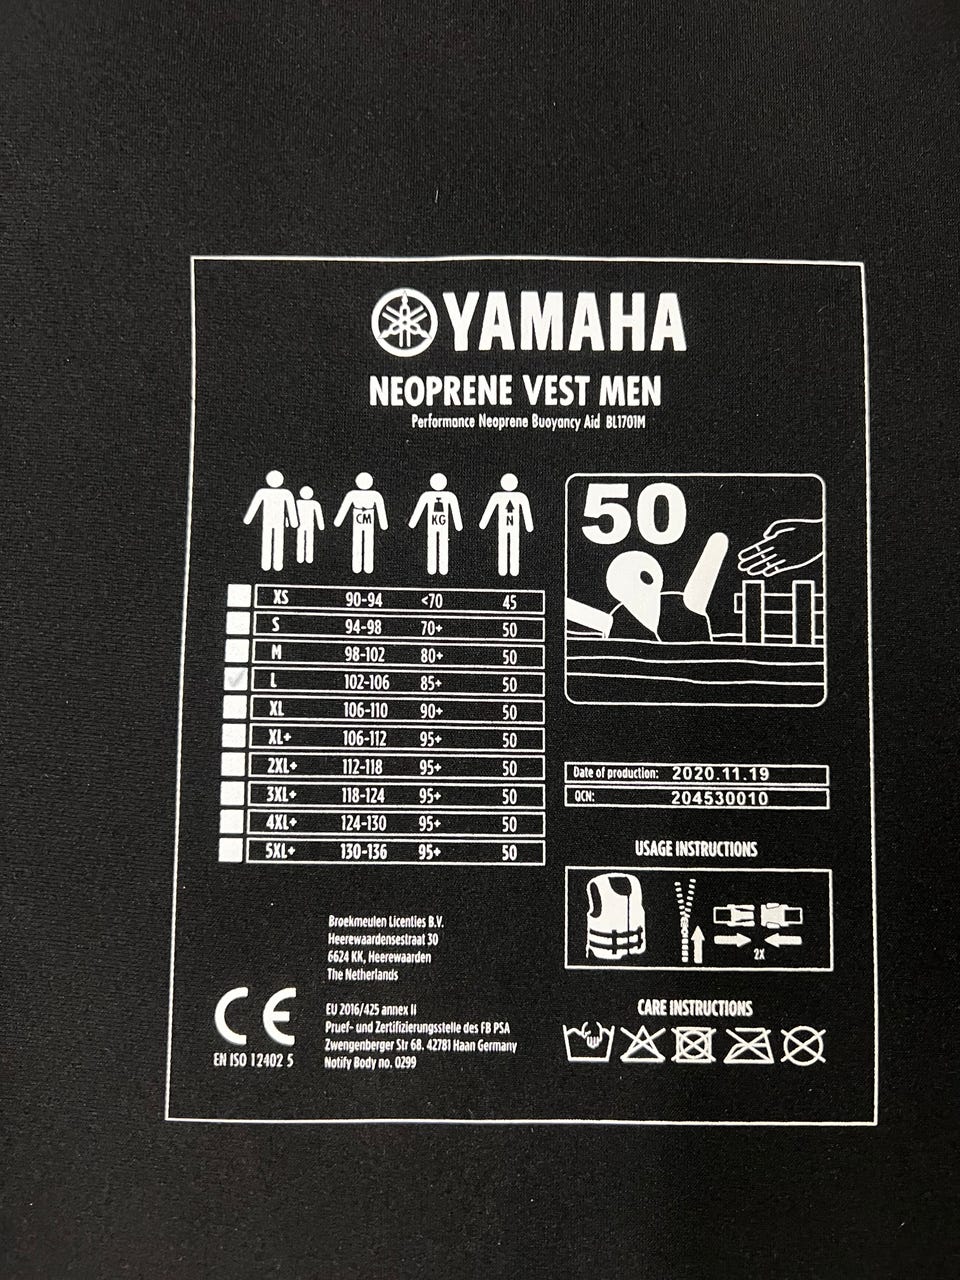 YAMAHA
NEOPRENE VEST MEN
Performance Neoprene Buoyancy Aid BL1701M
CM KG N
XS 90-94 <70 45
S 94-98 70+ 50
M 98-102 80+ 50
L 102-106 85+ 50
XL 106-110 90+ 50
XL+ 106-112 95+ 50
2XL+ 112-118 95+ 50
3XL+ 118-124 95+ 50
4XL+ 124-130 95+ 50
5XL+ 130-136 95+ 50
50
Date of production: 2020.11.19
QCN: 204530010
USAGE INSTRUCTIONS
2X
Broekmeulen Licenties B.V.
Heerewaardensestraat 30
6624 KK, Heerewaarden
The Netherlands
CE
EN ISO 12402 5
EU 2016/425 annex II
Pruef- und Zertifizierungsstelle des FB PSA
Zwengenberger Str 68. 42781 Haan Germany
Notify Body no. 0299
CARE INSTRUCTIONS